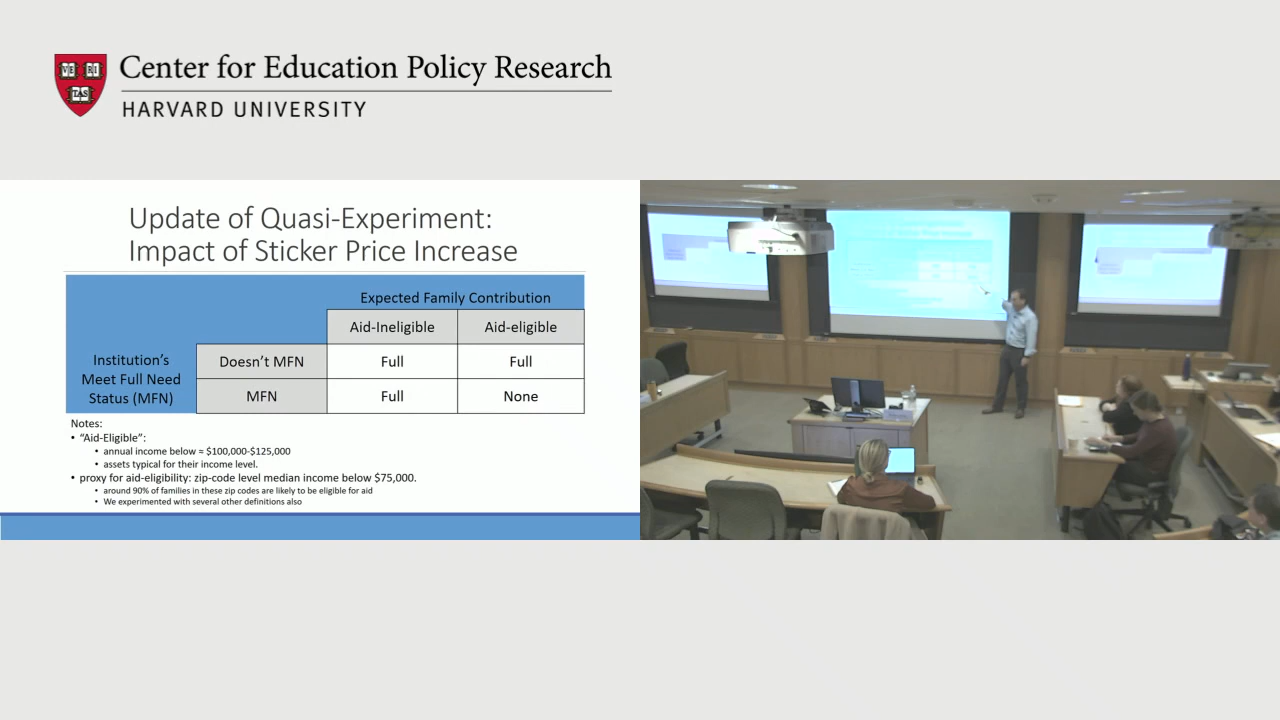 VE RI
TAS
Center for Education Policy Research
HARVARD UNIVERSITY
Update of Quasi-Experiment:
Impact of Sticker Price Increase
Expected Family Contribution
Aid-Ineligible Aid-eligible
Institution's
Meet Full Need
Status (MFN)
Doesn't MFN Full Full
MFN Full None
Notes:
• "Aid-Eligible":
• annual income below ≈ $100,000-$125,000
• assets typical for their income level.
• proxy for aid-eligibility: zip-code level median income below $75,000.
• around 90% of families in these zip codes are likely to be eligible for aid
• We experimented with several other definitions also